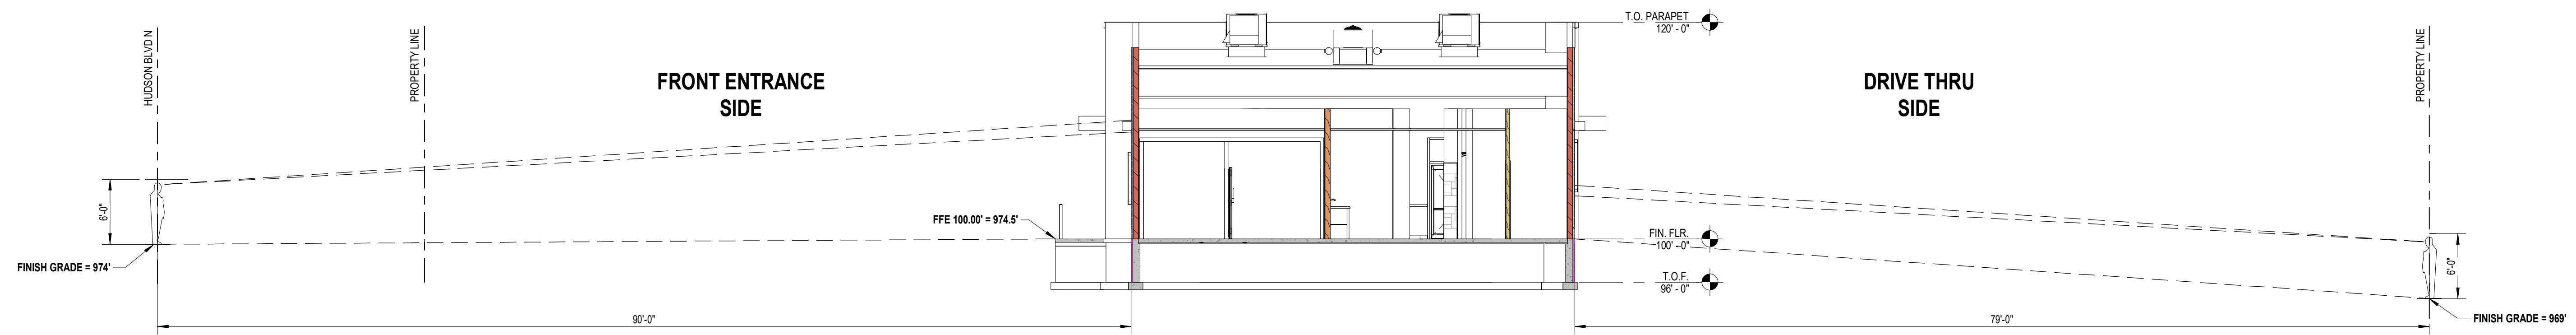 HUDSON BLVD N
PROPERTY LINE
FRONT ENTRANCE
SIDE
T.O. PARAPET
120' - 0"
DRIVE THRU
SIDE
PROPERTY LINE
6'-0"
FFE 100.00' = 974.5'
FIN. FLR.
100' - 0"
FINISH GRADE = 974'
T.O.F.
96' - 0"
6'-0"
90'-0"
79'-0"
FINISH GRADE = 969'